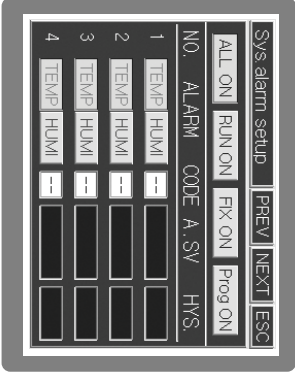 Sys.alarm setup PREV NEXT ESC
ALL ON RUN ON FIX ON Prog ON
NO. ALARM CODE A.SV HYS.
1 TEMP HUMI --
2 TEMP HUMI --
3 TEMP HUMI --
4 TEMP HUMI --